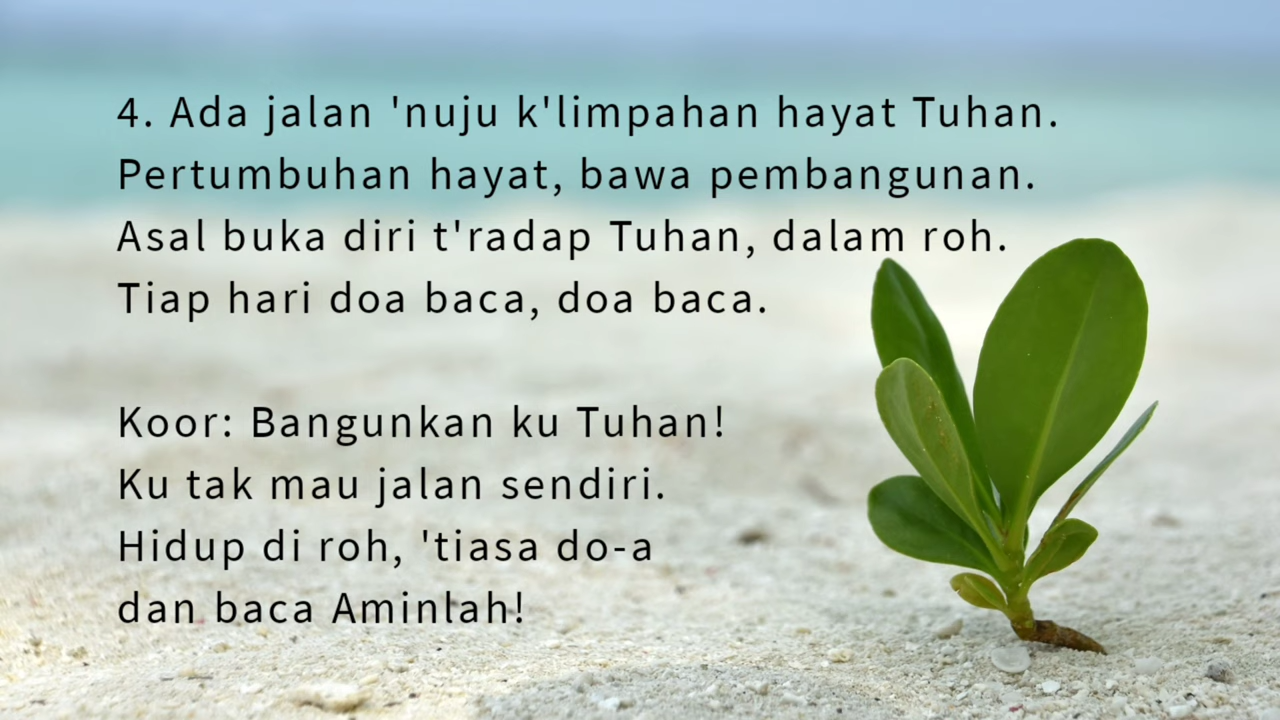 4. Ada jalan 'nuju k'limpahan hayat Tuhan.
Pertumbuhan hayat, bawa pembangunan.
Asal buka diri t'radap Tuhan, dalam roh.
Tiap hari doa baca, doa baca.
Koor: Bangunkan ku Tuhan!
Ku tak mau jalan sendiri.
Hidup di roh, 'tiasa do-a
dan baca Aminlah!